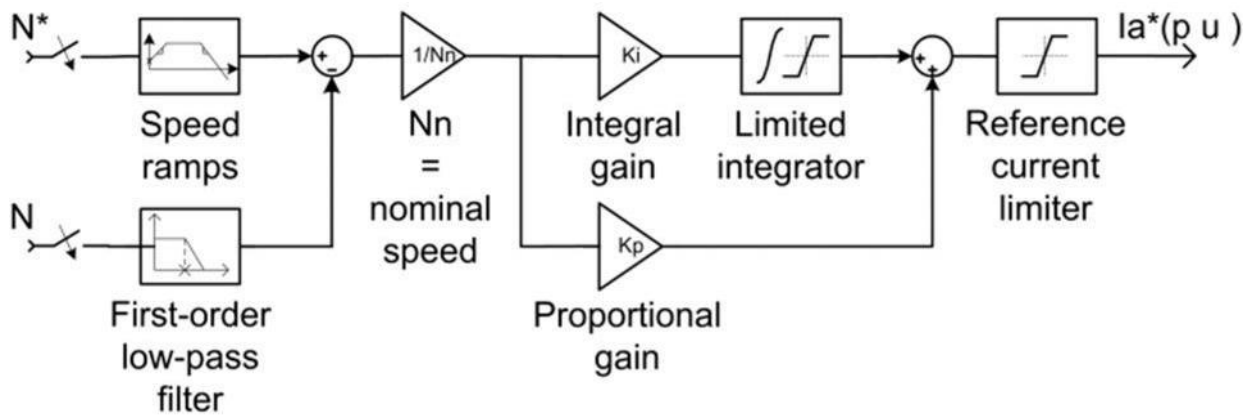 N*
Speed
ramps
+
−
1/Nn
Nn
=
nominal
speed
Ki
Integral
gain
Limited
integrator
+
+
Reference
current
limiter
Ia*(p u )
N
First-order
low-pass
filter
Kp
Proportional
gain